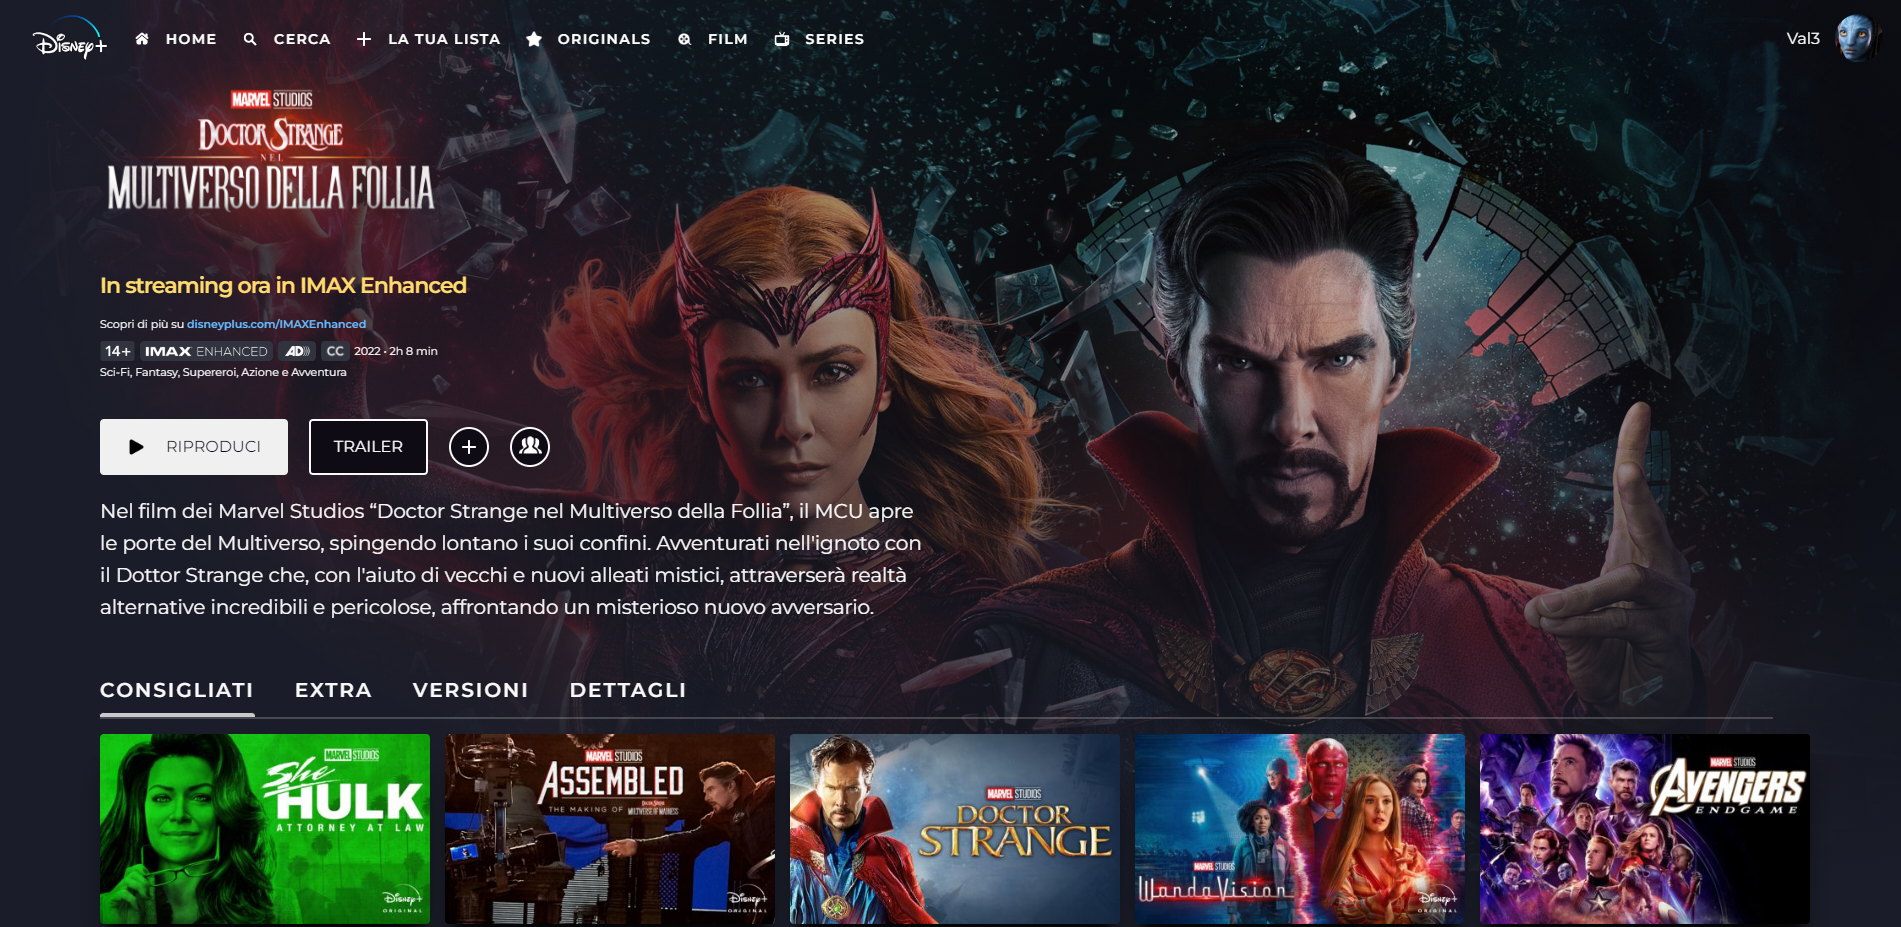 Disney+ HOME CERCA LA TUA LISTA ORIGINALS FILM SERIES Val3
MARVEL STUDIOS
DOCTOR STRANGE
NEL
MULTIVERSO DELLA FOLLIA
In streaming ora in IMAX Enhanced
Scopri di più su disneyplus.com/IMAXEnhanced
14+ IMAX ENHANCED AD CC 2022 • 2h 8 min
Sci-Fi, Fantasy, Supereroi, Azione e Avventura
RIPRODUCI TRAILER
Nel film dei Marvel Studios “Doctor Strange nel Multiverso della Follia”, il MCU apre
le porte del Multiverso, spingendo lontano i suoi confini. Avventurati nell'ignoto con
il Dottor Strange che, con l'aiuto di vecchi e nuovi alleati mistici, attraverserà realtà
alternative incredibili e pericolose, affrontando un misterioso nuovo avversario.
CONSIGLIATI EXTRA VERSIONI DETTAGLI
MARVEL STUDIOS
She
HULK
ATTORNEY AT LAW
Disney+
ORIGINAL
MARVEL STUDIOS
ASSEMBLED
THE MAKING OF DOCTOR STRANGE
MULTIVERSE OF MADNESS
Disney+
ORIGINAL
MARVEL STUDIOS
DOCTOR
STRANGE
MARVEL STUDIOS
WandaVision
Disney+
ORIGINAL
MARVEL STUDIOS
AVENGERS
ENDGAME